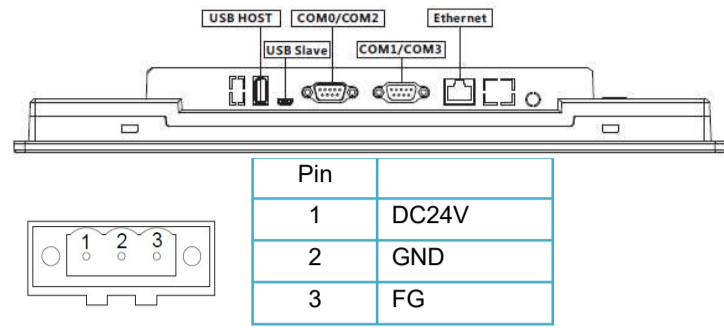 USB HOST COM0/COM2 Ethernet
USB Slave COM1/COM3
Pin
1 DC24V
2 GND
3 FG
1 2 3